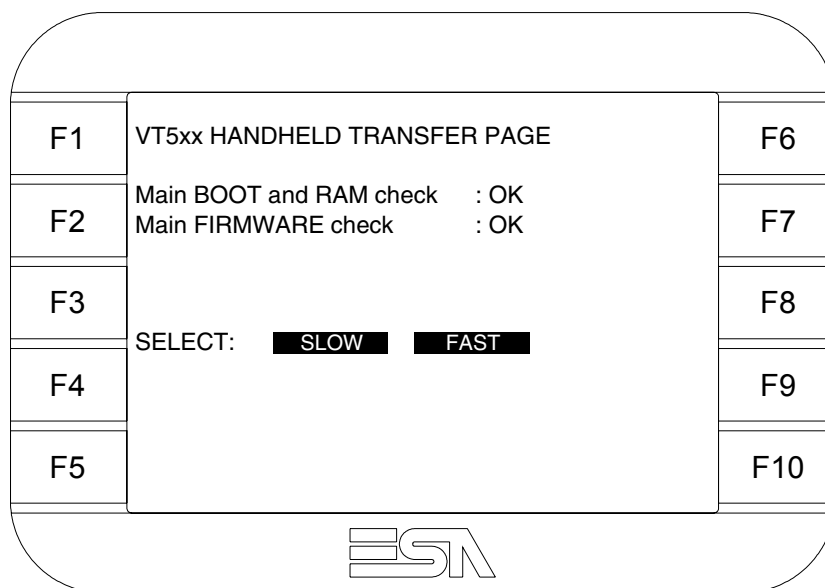 F1
F2
F3
F4
F5
VT5xx HANDHELD TRANSFER PAGE
Main BOOT and RAM check : OK
Main FIRMWARE check : OK
SELECT: SLOW FAST
F6
F7
F8
F9
F10
ESA